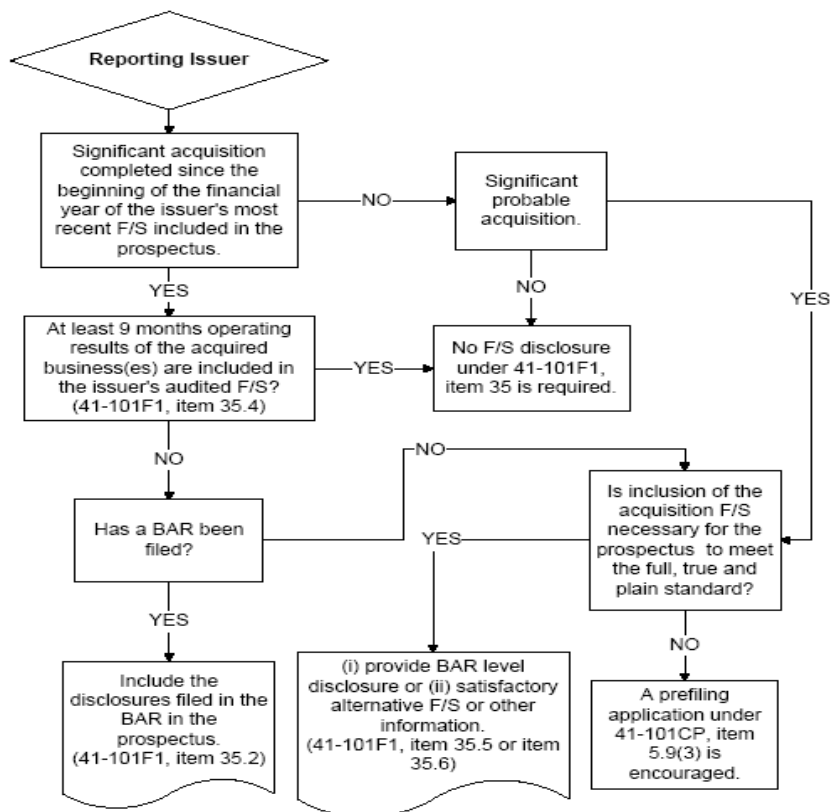 Reporting Issuer
Significant acquisition
completed since the
beginning of the financial
year of the issuer's most
recent F/S included in the
prospectus.
NO
Significant
probable
acquisition.
YES
NO
YES
At least 9 months operating
results of the acquired
business(es) are included in
the issuer's audited F/S?
(41-101F1, item 35.4)
YES
No F/S disclosure
under 41-101F1,
item 35 is required.
NO
NO
Has a BAR been
filed?
YES
Is inclusion of the
acquisition F/S
necessary for the
prospectus to meet
the full, true and
plain standard?
YES
NO
Include the
disclosures filed in the
BAR in the
prospectus.
(41-101F1, item 35.2)
(i) provide BAR level
disclosure or (ii) satisfactory
alternative F/S or other
information.
(41-101F1, item 35.5 or item
35.6)
A prefiling
application under
41-101CP, item
5.9(3) is
encouraged.